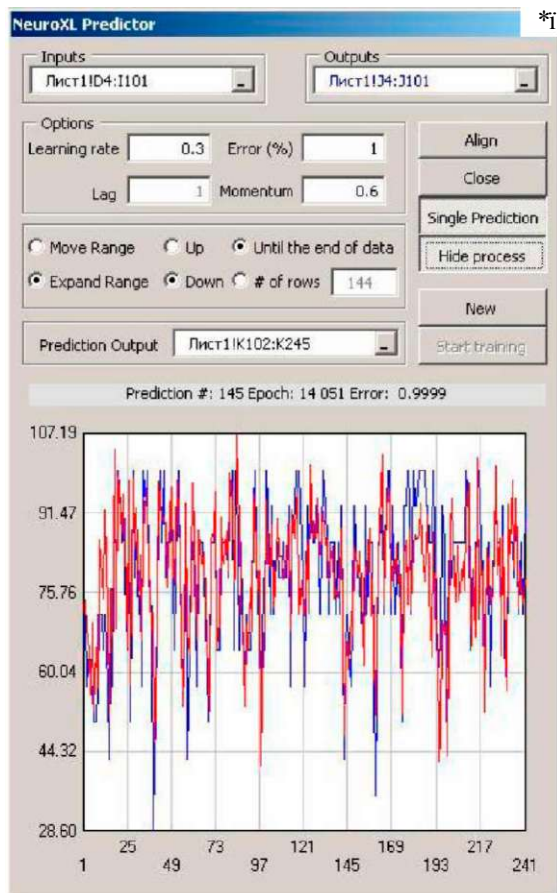 NeuroXL Predictor
*ï
Inputs
Outputs
Лист1!D4:I101
Лист1!J4:J101
Options
Learning rate 0.3 Error (%) 1
Lag 1 Momentum 0.6
Align
Close
Single Prediction
Hide process
Move Range Up Until the end of data
Expand Range Down # of rows 144
New
Start training
Prediction Output Лист1!K102:K245
Prediction #: 145 Epoch: 14 051 Error: 0.9999
107.19
91.47
75.76
60.04
44.32
28.60
25 73 121 169 217
1 49 97 145 193 241